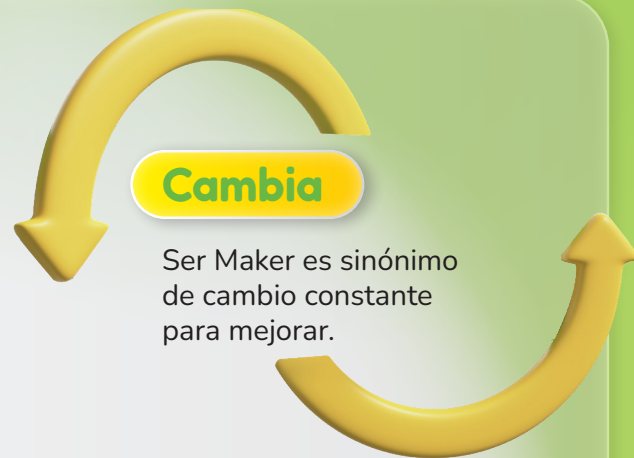 Cambia
Ser Maker es sinónimo
de cambio constante
para mejorar.